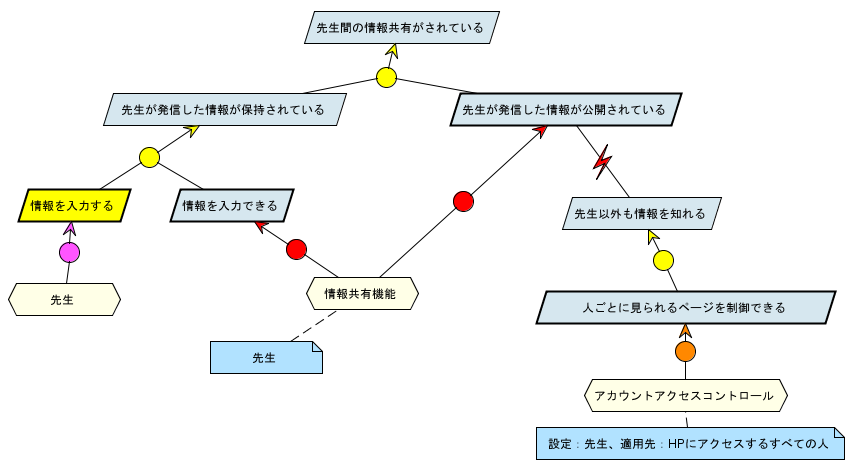 先生間の情報共有がされている
先生が発信した情報が保持されている
先生が発信した情報が公開されている
情報を入力する
情報を入力できる
先生以外も情報を知れる
先生
情報共有機能
人ごとに見られるページを制御できる
先生
アカウントアクセスコントロール
設定：先生、適用先：HPにアクセスするすべての人